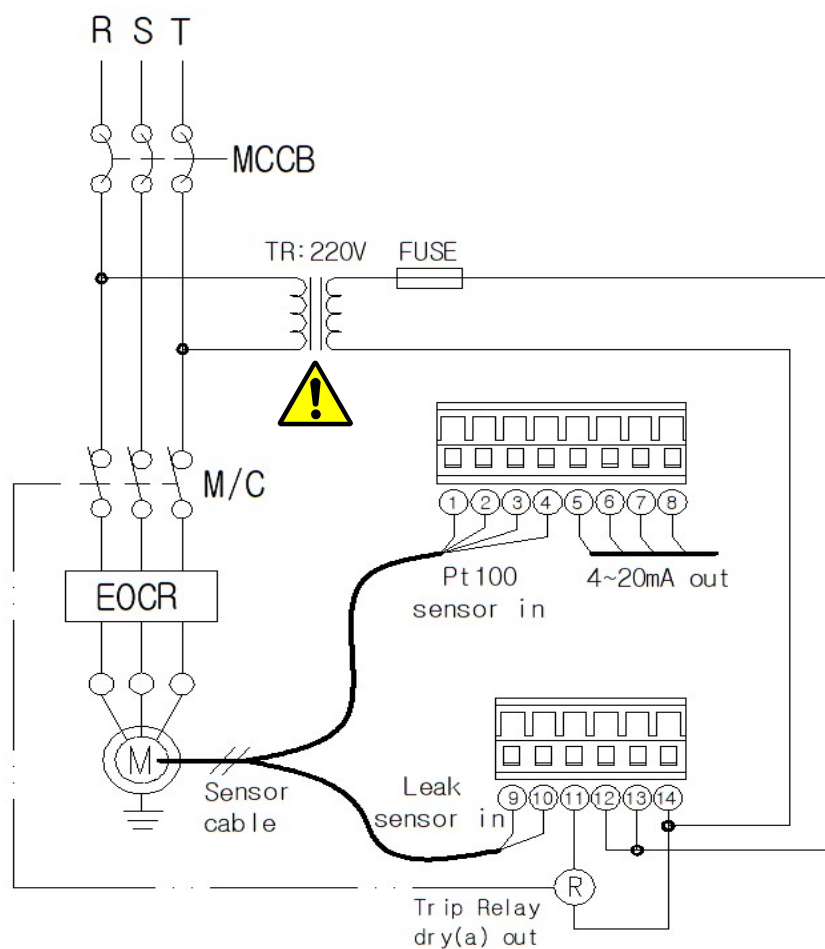 R S T
MCCB
TR:220V FUSE
!
M/C
① ② ③ ④ ⑤ ⑥ ⑦ ⑧
Pt100
sensor in
4~20mA out
EOCR
M
Sensor
cable
Leak
sensor in
⑨ ⑩ ⑪ ⑫ ⑬ ⑭
R
Trip Relay
dry(a) out